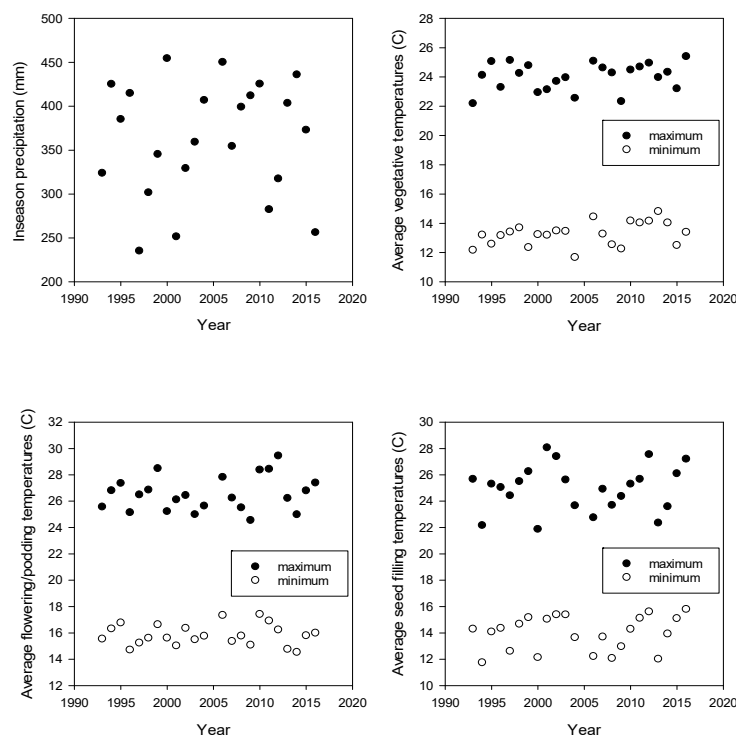 Inseason precipitation (mm)
500
450
400
350
300
250
200
1990 1995 2000 2005 2010 2015 2020
Year
Average vegetative temperatures (C)
28
26
24
22
20
18
16
14
12
10
maximum
minimum
1990 1995 2000 2005 2010 2015 2020
Year
Average flowering/podding temperatures (C)
32
30
28
26
24
22
20
18
16
14
12
maximum
minimum
1990 1995 2000 2005 2010 2015 2020
Year
Average seed filling temperatures (C)
30
28
26
24
22
20
18
16
14
12
10
maximum
minimum
1990 1995 2000 2005 2010 2015 2020
Year